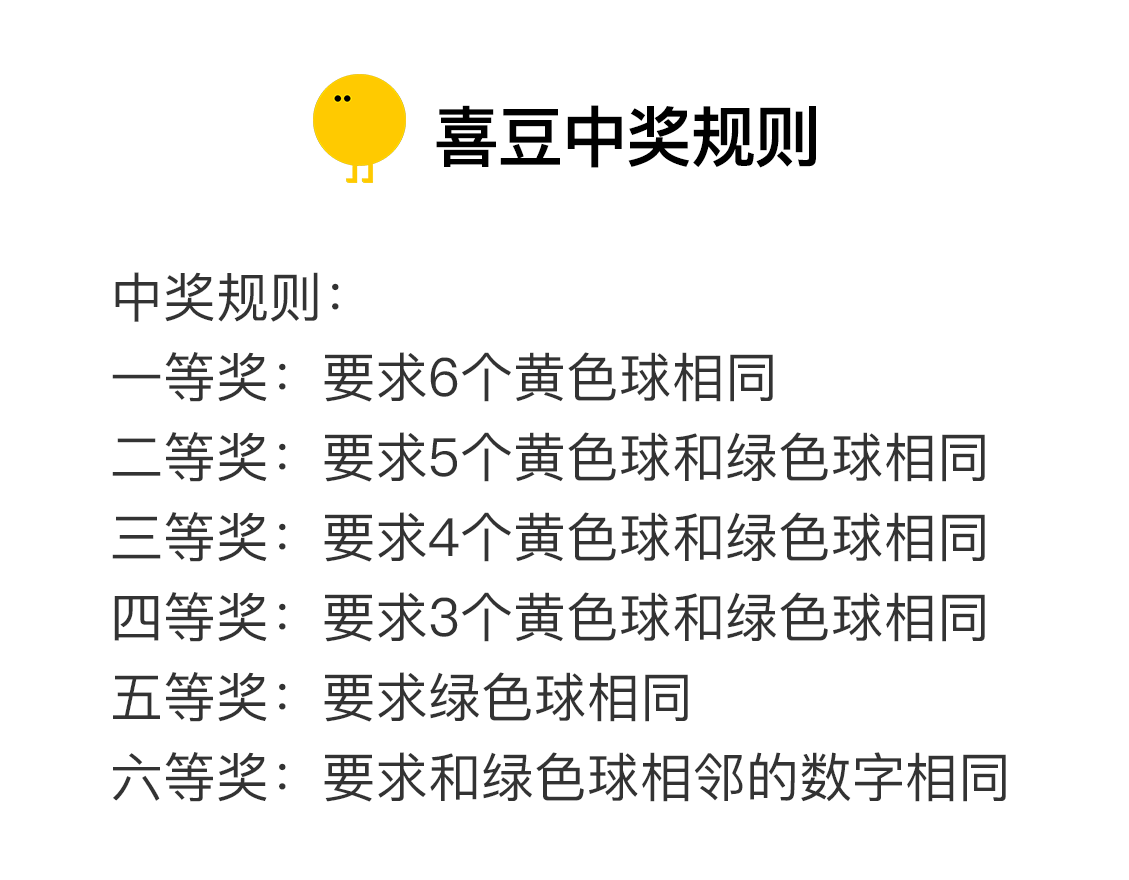 喜豆中奖规则
中奖规则：
一等奖：要求6个黄色球相同
二等奖：要求5个黄色球和绿色球相同
三等奖：要求4个黄色球和绿色球相同
四等奖：要求3个黄色球和绿色球相同
五等奖：要求绿色球相同
六等奖：要求和绿色球相邻的数字相同